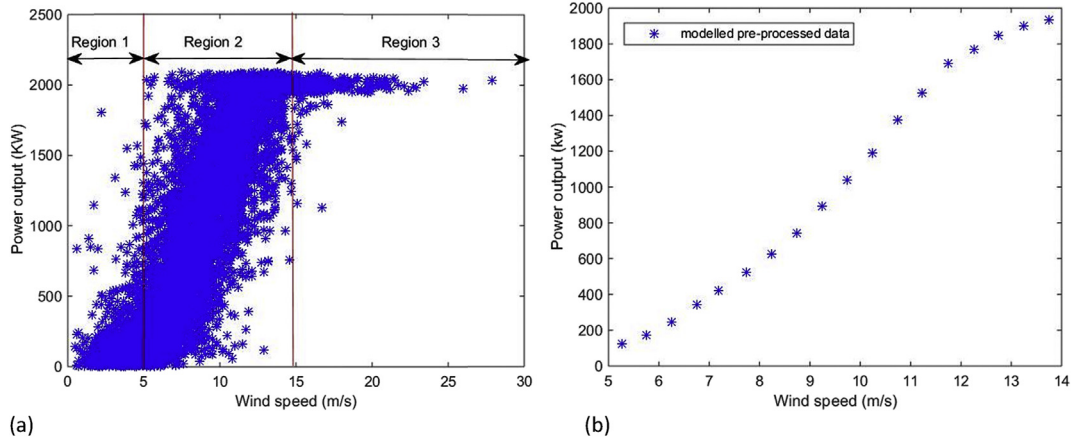 Region 1
Region 2
Region 3
2500
2000
1500
1000
500
0
Power output (KW)
0 5 10 15 20 25 30
Wind speed (m/s)
(a)
modelled pre-processed data
2000
1800
1600
1400
1200
1000
800
600
400
200
0
Power output (kw)
5 6 7 8 9 10 11 12 13 14
Wind speed (m/s)
(b)